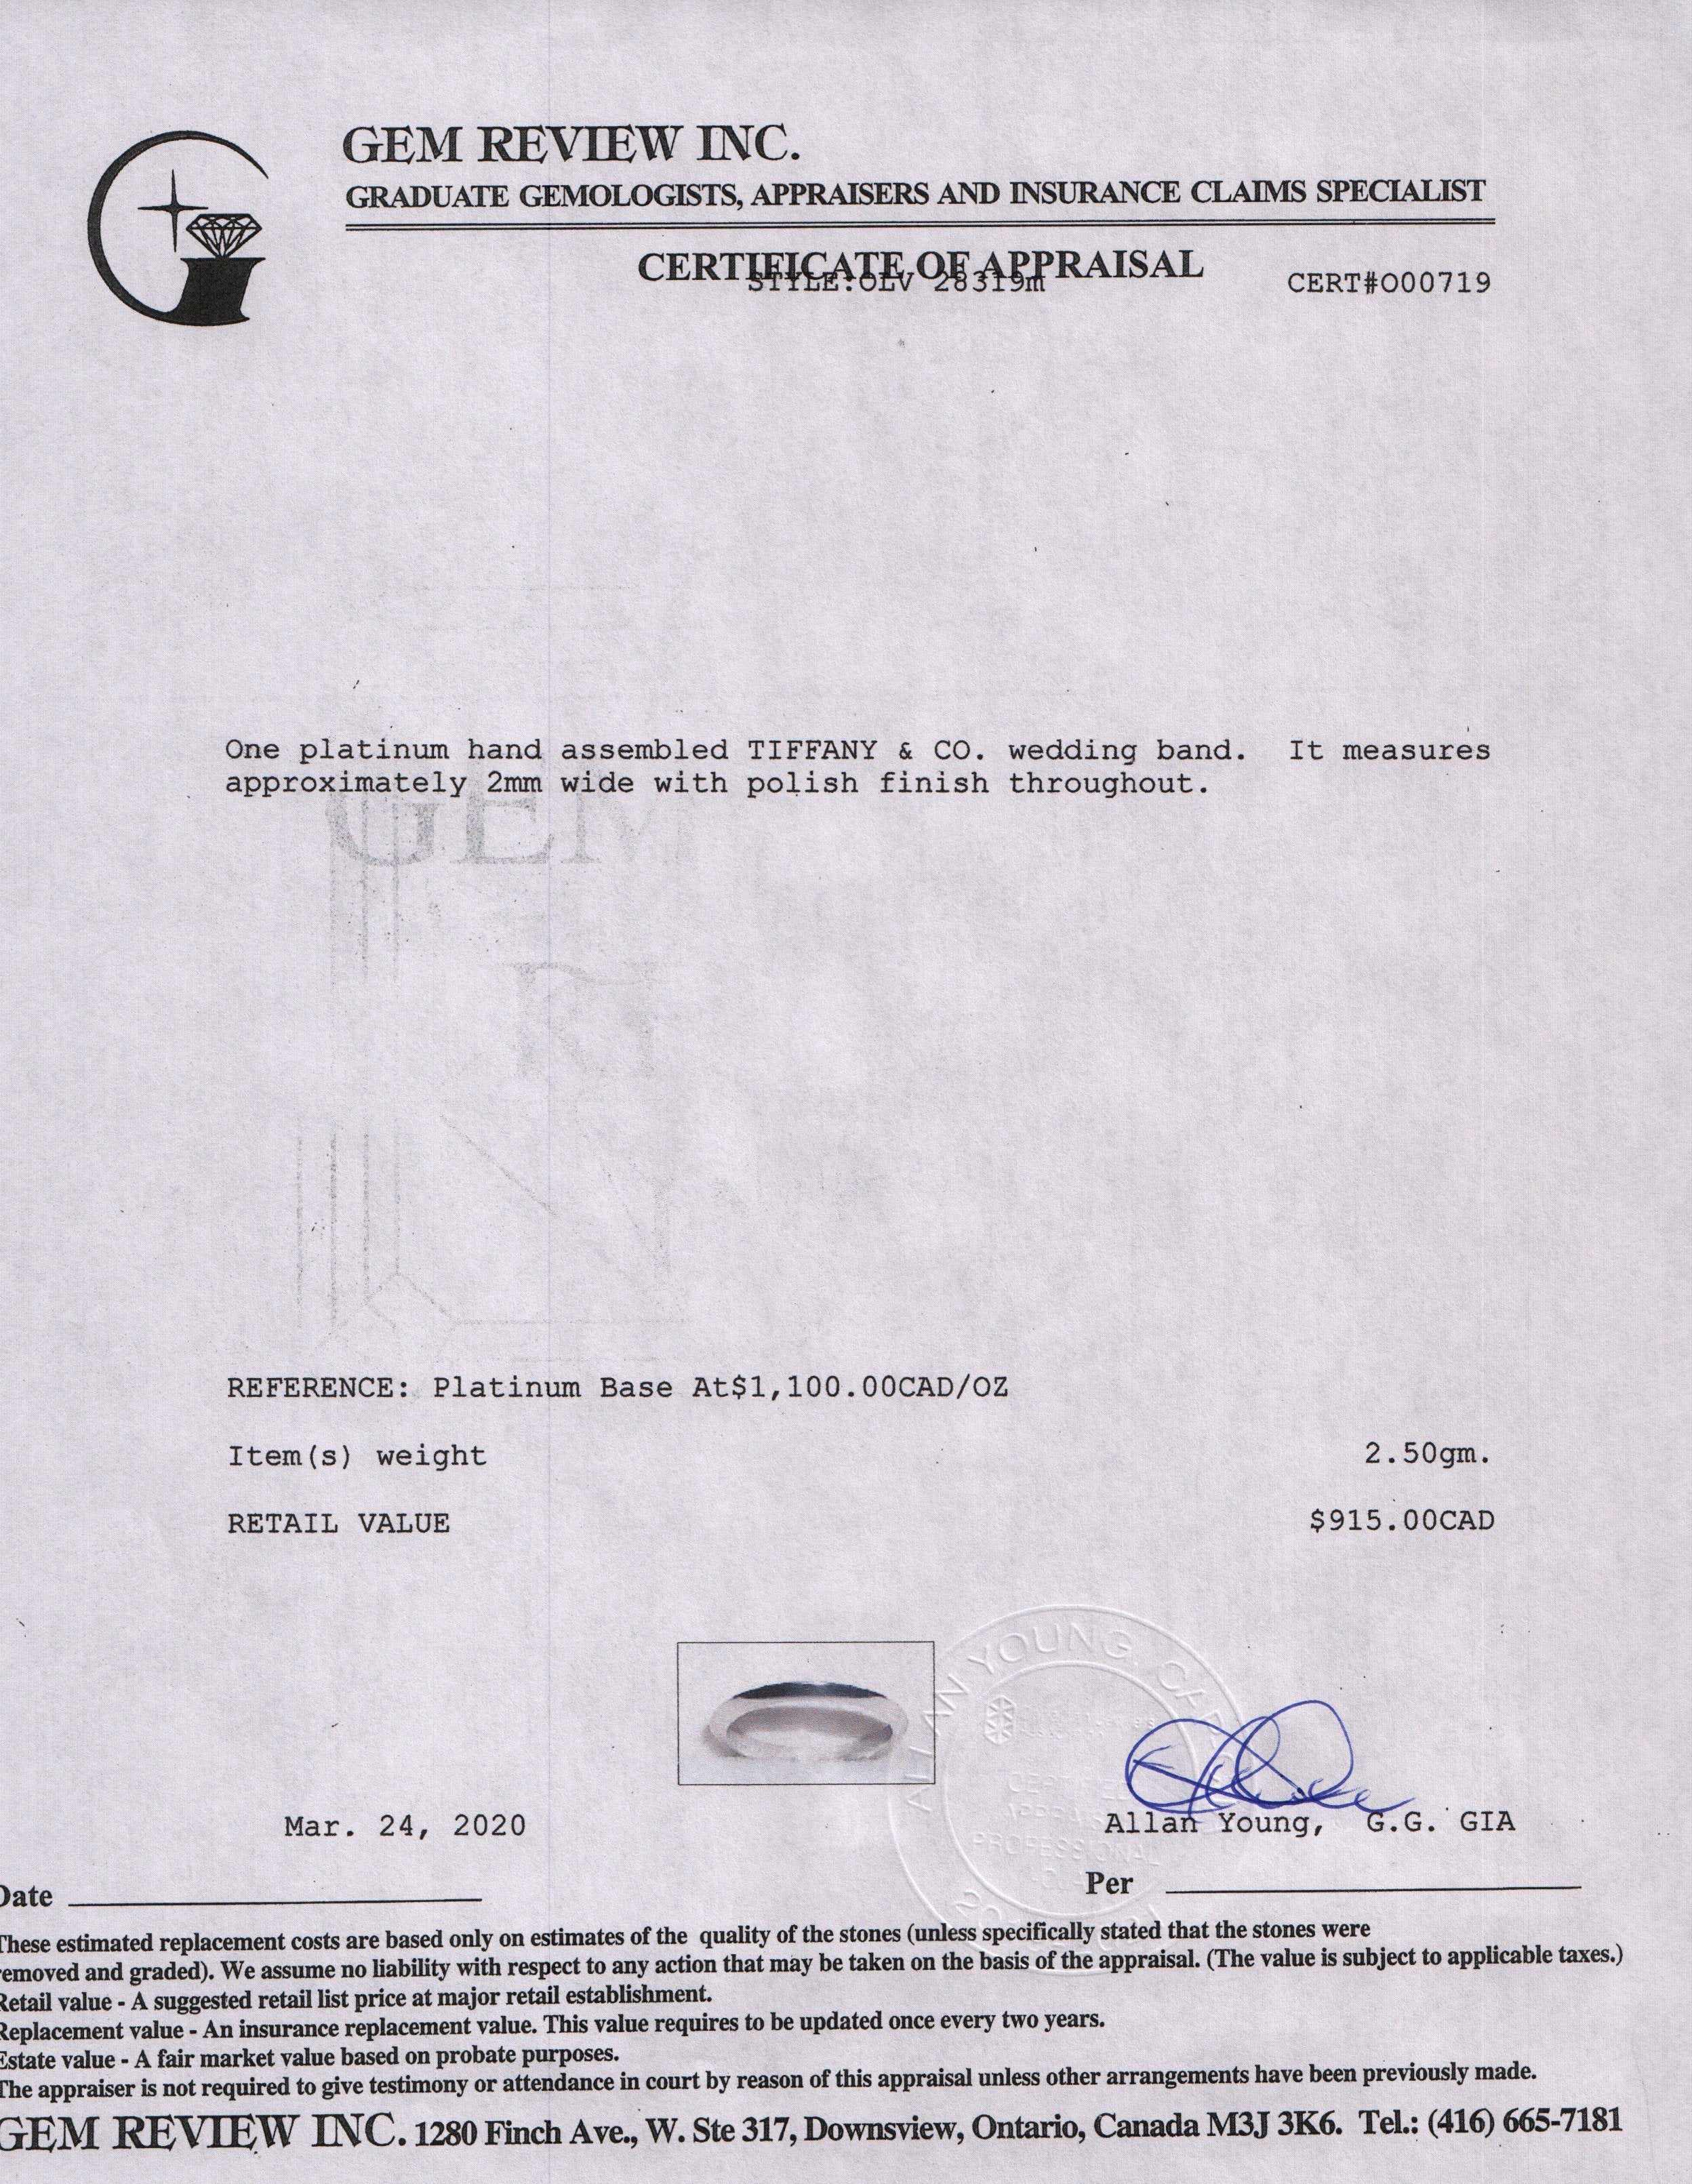 GEM REVIEW INC.
GRADUATE GEMOLOGISTS, APPRAISERS AND INSURANCE CLAIMS SPECIALIST
CERTIFICATE OF APPRAISAL
STYLE:OLV 28319m
CERT#O00719
One platinum hand assembled TIFFANY & CO. wedding band. It measures
approximately 2mm wide with polish finish throughout.
GEM
REFERENCE: Platinum Base At$1,100.00CAD/OZ
Item(s) weight 2.50gm.
RETAIL VALUE $915.00CAD
ALLAN YOUNG
PROFESSIONAL
Mar. 24, 2020
Allan Young, G.G. GIA
Date
Per
These estimated replacement costs are based only on estimates of the quality of the stones (unless specifically stated that the stones were
removed and graded). We assume no liability with respect to any action that may be taken on the basis of the appraisal. (The value is subject to applicable taxes.)
Retail value - A suggested retail list price at major retail establishment.
Replacement value - An insurance replacement value. This value requires to be updated once every two years.
Estate value - A fair market value based on probate purposes.
The appraiser is not required to give testimony or attendance in court by reason of this appraisal unless other arrangements have been previously made.
GEM REVIEW INC. 1280 Finch Ave., W. Ste 317, Downsview, Ontario, Canada M3J 3K6. Tel.: (416) 665-7181